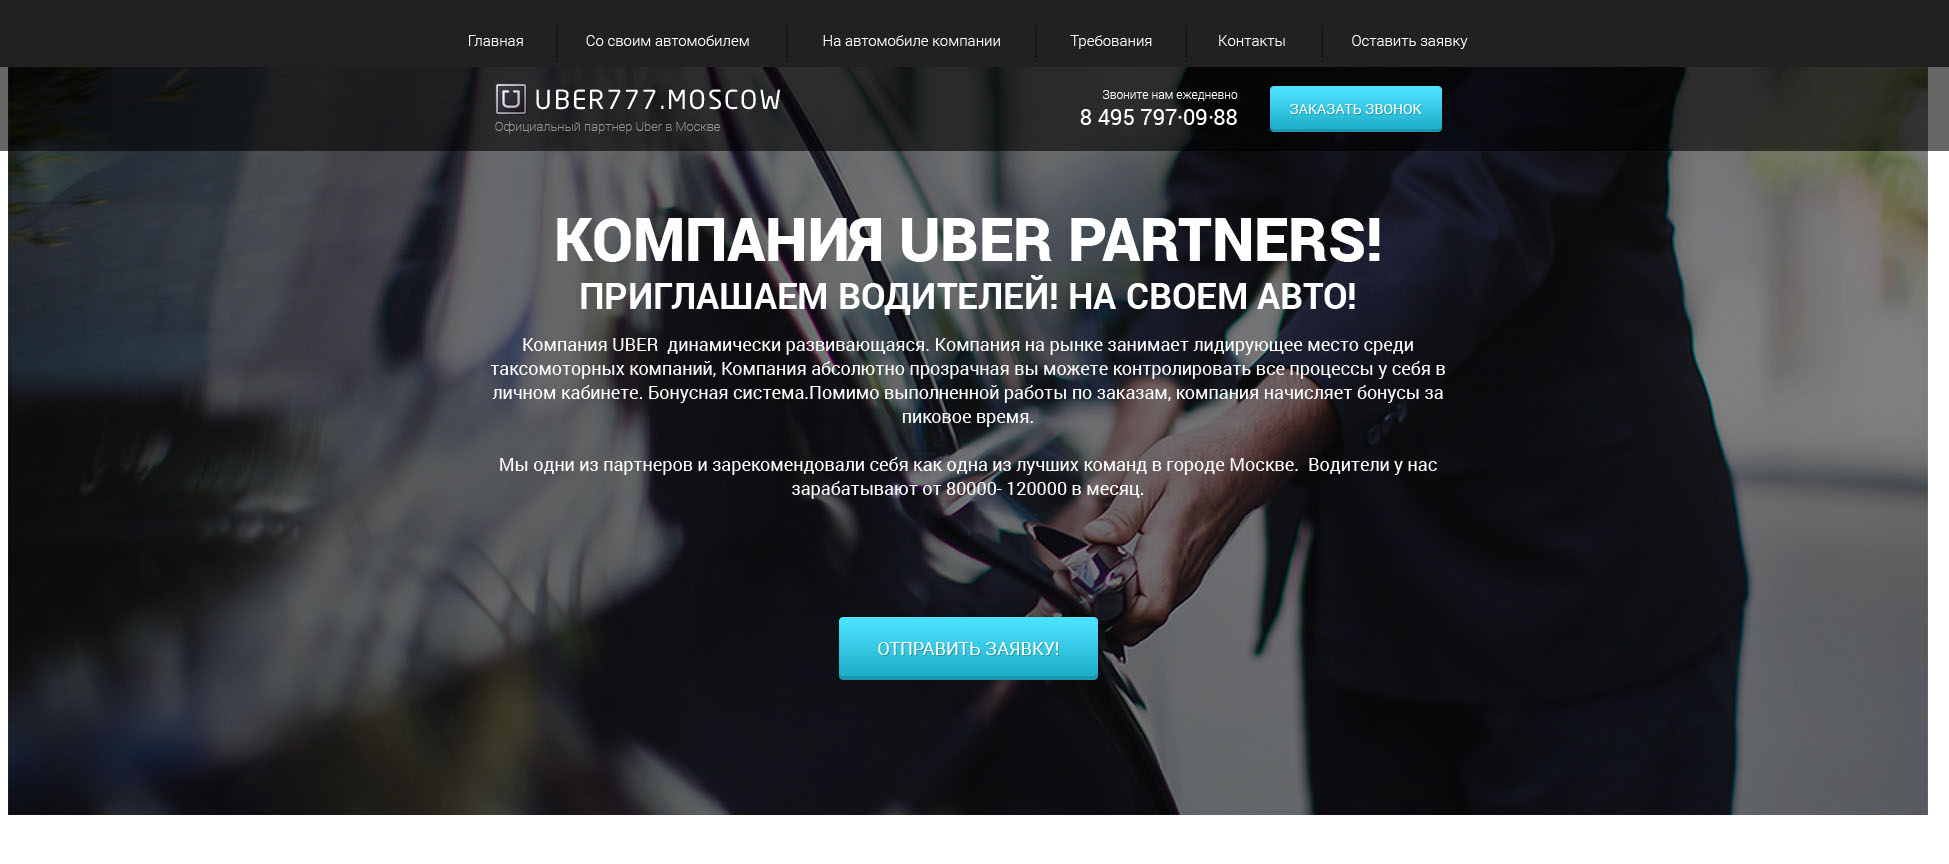 Главная Со своим автомобилем На автомобиле компании Требования Контакты Оставить заявку
UBER777.MOSCOW
Официальный партнер Uber в Москве
Звоните нам ежедневно
8 495 797·09·88
ЗАКАЗАТЬ ЗВОНОК
КОМПАНИЯ UBER PARTNERS!
ПРИГЛАШАЕМ ВОДИТЕЛЕЙ! НА СВОЕМ АВТО!
Компания UBER  динамически развивающаяся. Компания на рынке занимает лидирующее место среди
таксомоторных компаний, Компания абсолютно прозрачная вы можете контролировать все процессы у себя в
личном кабинете. Бонусная система.Помимо выполненной работы по заказам, компания начисляет бонусы за
пиковое время.
Мы одни из партнеров и зарекомендовали себя как одна из лучших команд в городе Москве.  Водители у нас
зарабатывают от 80000- 120000 в месяц.
ОТПРАВИТЬ ЗАЯВКУ!